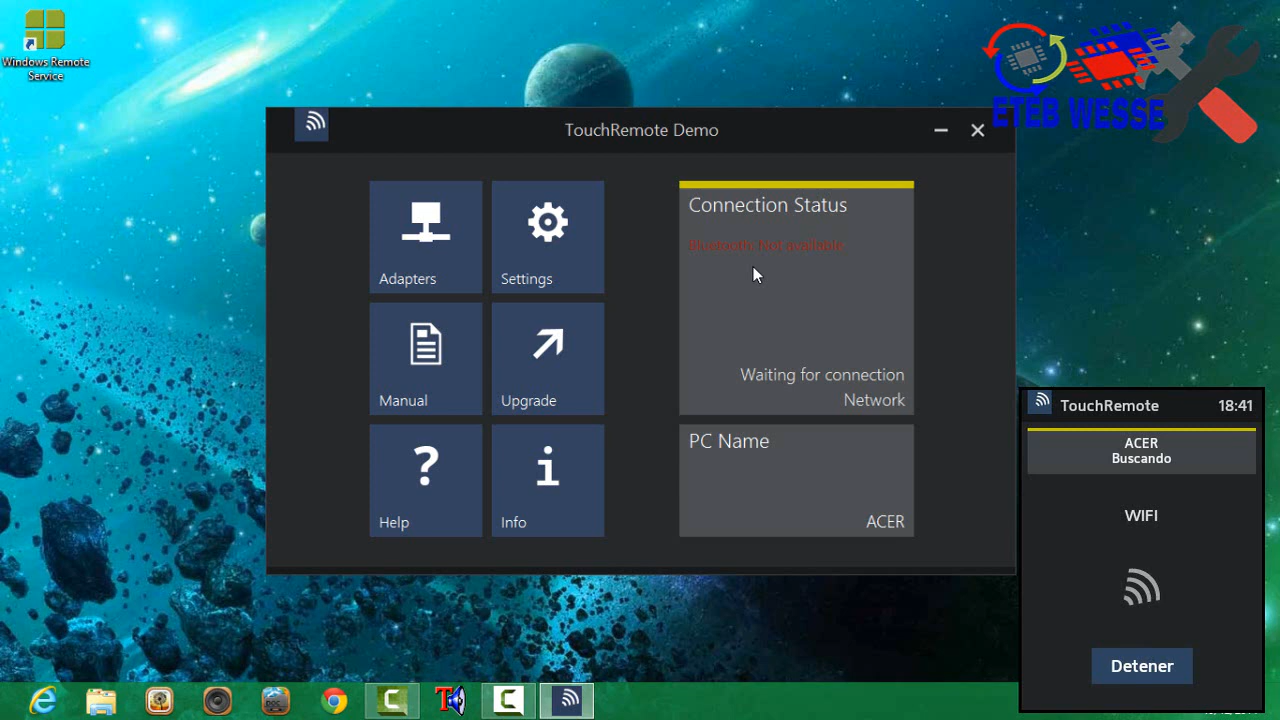 Windows Remote
Service
ETEB WESSE
TouchRemote Demo
Adapters
Settings
Manual
Upgrade
Help
Info
Connection Status
Bluetooth: Not available
Waiting for connection
Network
PC Name
ACER
TouchRemote
18:41
ACER
Buscando
WIFI
Detener